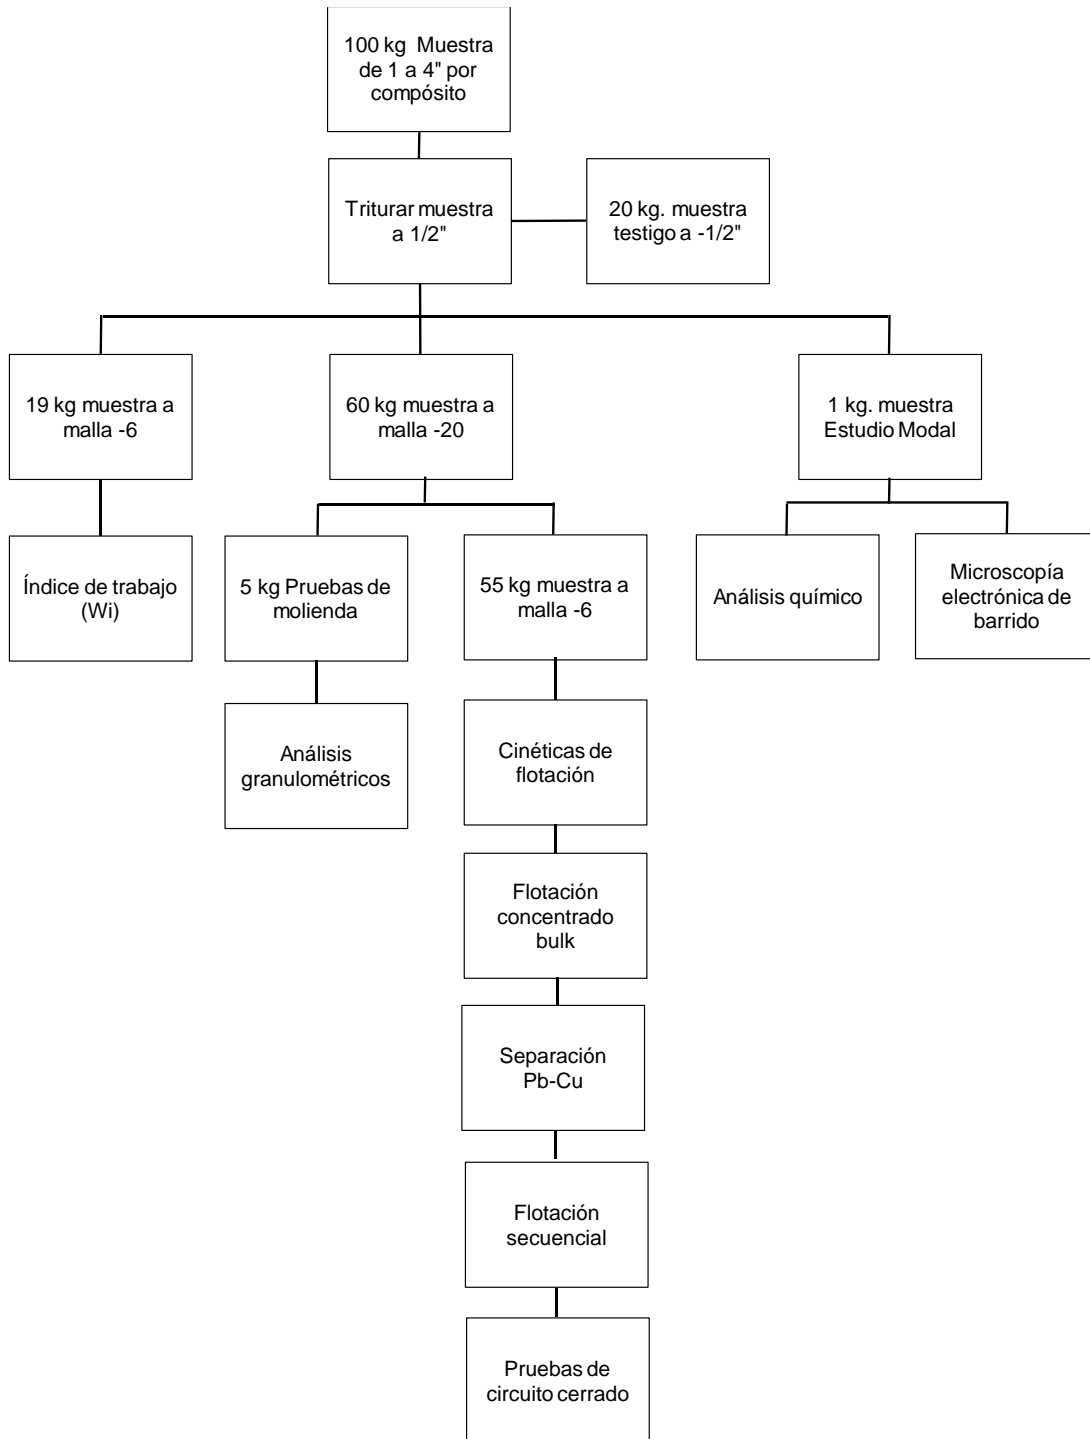 100 kg Muestra
de 1 a 4" por
compósito
Triturar muestra
a 1/2"
20 kg. muestra
testigo a -1/2"
19 kg muestra a
malla -6
60 kg muestra a
malla -20
1 kg. muestra
Estudio Modal
Índice de trabajo
(Wi)
5 kg Pruebas de
molienda
55 kg muestra a
malla -6
Análisis químico
Microscopía
electrónica de
barrido
Análisis
granulométricos
Cinéticas de
flotación
Flotación
concentrado
bulk
Separación
Pb-Cu
Flotación
secuencial
Pruebas de
circuito cerrado